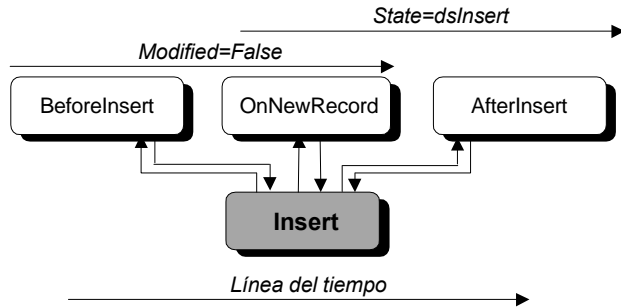 State=dsInsert
Modified=False
BeforeInsert
OnNewRecord
AfterInsert
Insert
Línea del tiempo